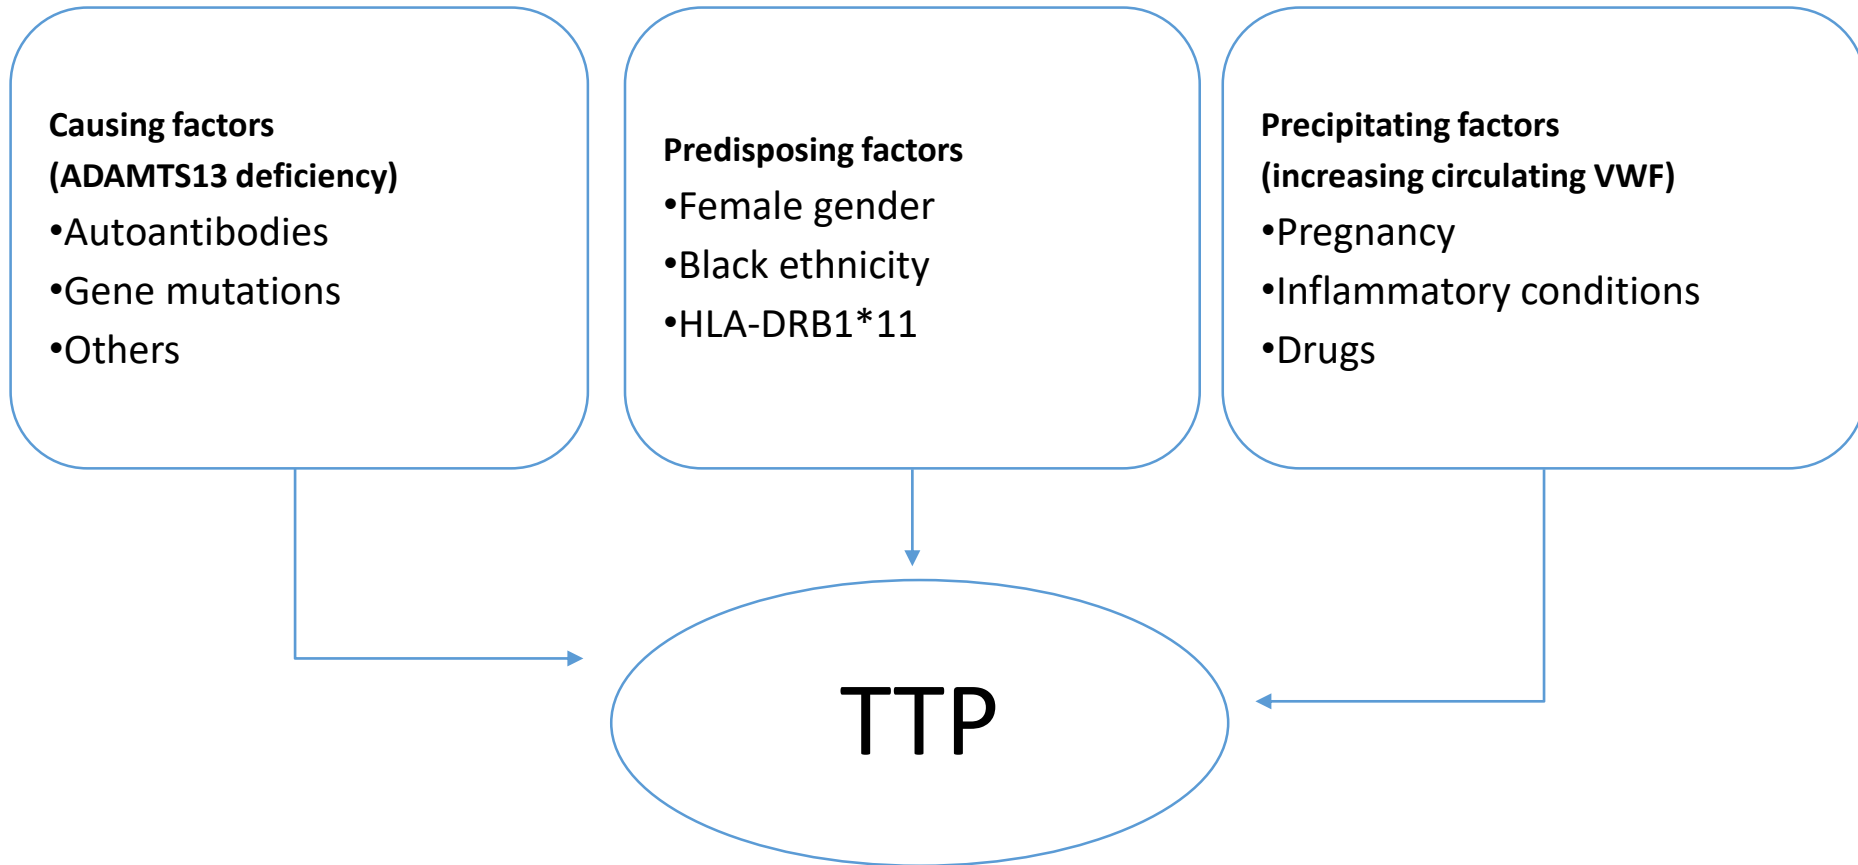 Causing factors
(ADAMTS13 deficiency)
•Autoantibodies
•Gene mutations
•Others
Predisposing factors
•Female gender
•Black ethnicity
•HLA-DRB1*11
Precipitating factors
(increasing circulating VWF)
•Pregnancy
•Inflammatory conditions
•Drugs
TTP